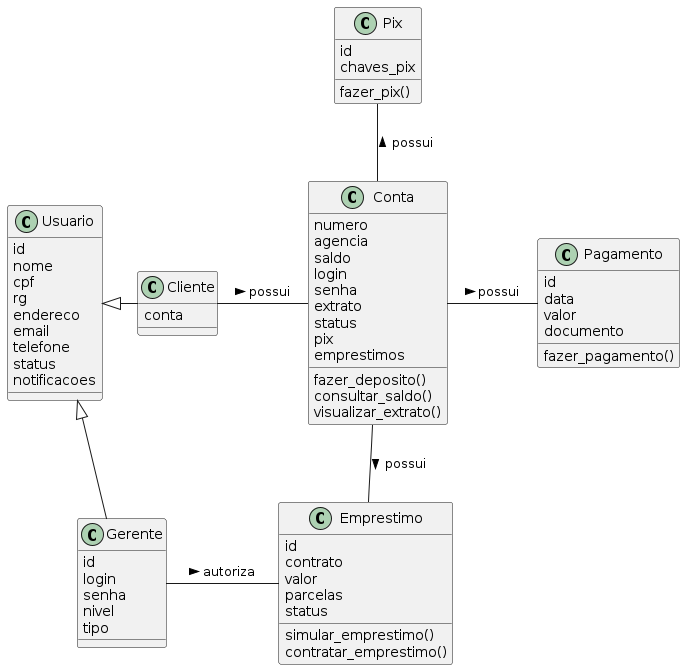 C Pix
id
chaves_pix
fazer_pix()
possui
C Usuario
id
nome
cpf
rg
endereco
email
telefone
status
notificacoes
C Cliente
conta
possui
C Conta
numero
agencia
saldo
login
senha
extrato
status
pix
emprestimos
fazer_deposito()
consultar_saldo()
visualizar_extrato()
possui
C Pagamento
id
data
valor
documento
fazer_pagamento()
possui
C Gerente
id
login
senha
nivel
tipo
autoriza
C Emprestimo
id
contrato
valor
parcelas
status
simular_emprestimo()
contratar_emprestimo()